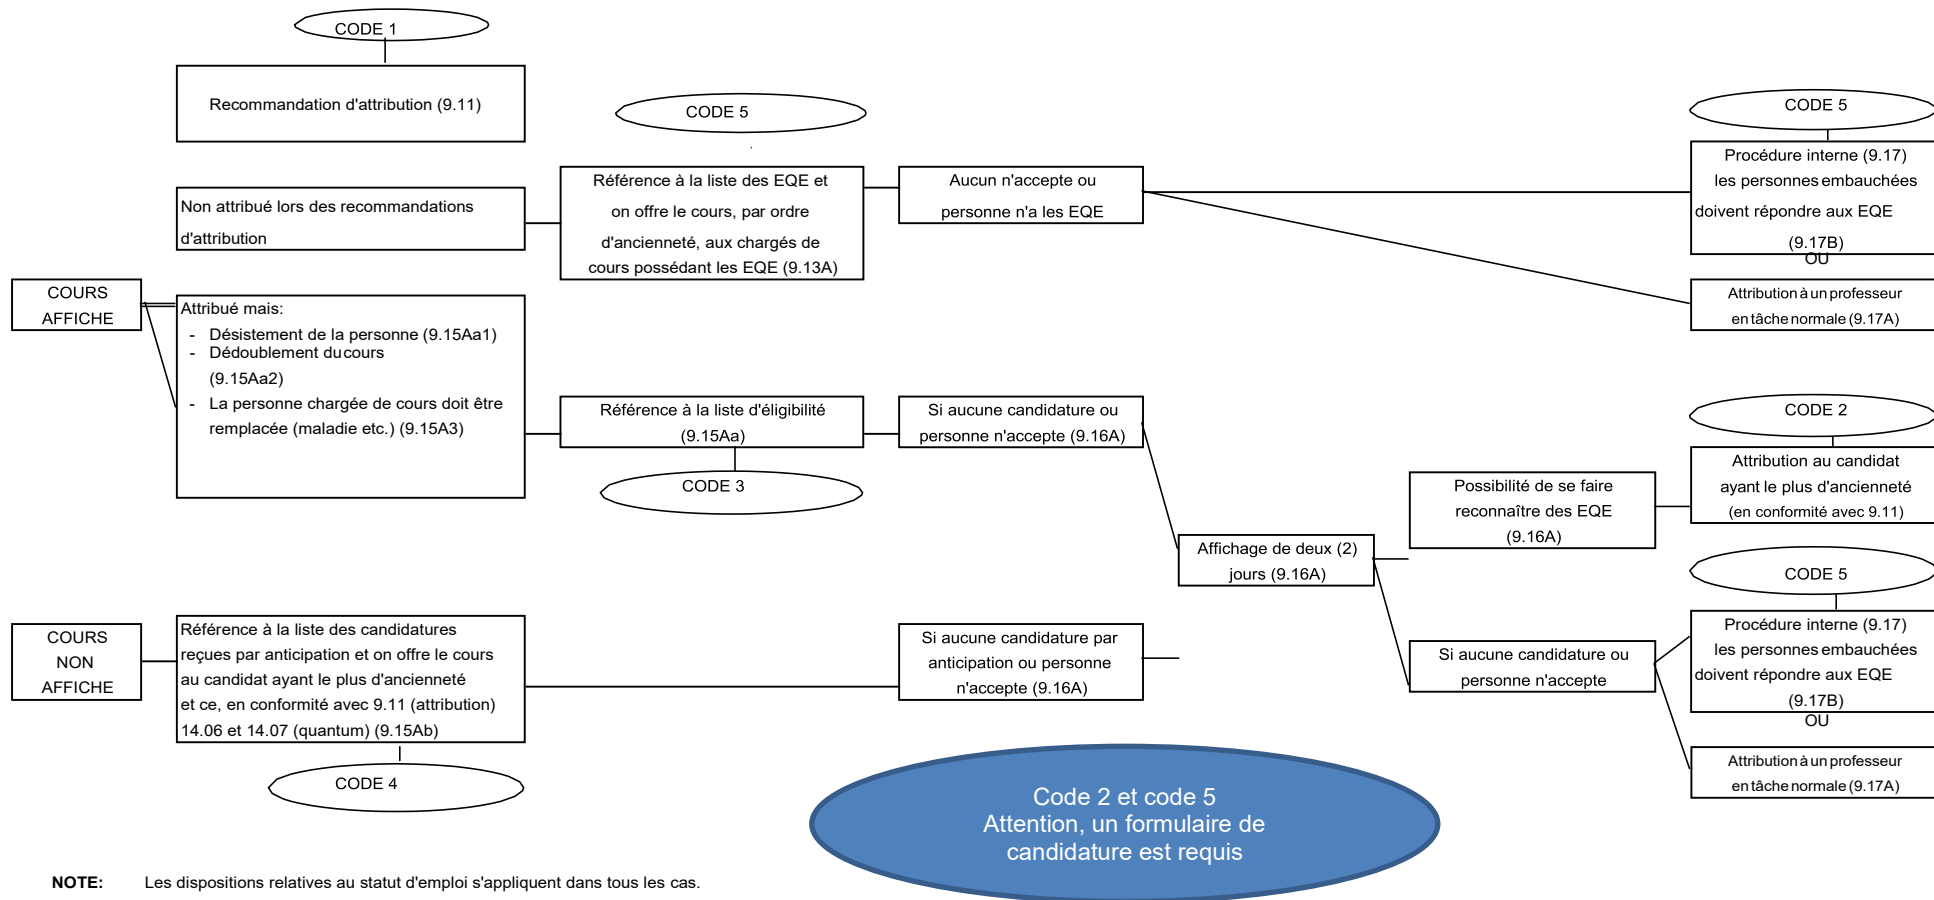 CODE 1
Recommandation d'attribution (9.11)
CODE 5
CODE 5
Procédure interne (9.17)
les personnes embauchées
doivent répondre aux EQE
(9.17B)
OU
Attribution à un professeur
en tâche normale (9.17A)
Non attribué lors des recommandations
d'attribution
Référence à la liste des EQE et
on offre le cours, par ordre
d'ancienneté, aux chargés de
cours possédant les EQE (9.13A)
Aucun n'accepte ou
personne n'a les EQE
COURS
AFFICHE
Attribué mais:
- Désistement de la personne (9.15Aa1)
- Dédoublement du cours
(9.15Aa2)
- La personne chargée de cours doit être
remplacée (maladie etc.) (9.15A3)
Référence à la liste d'éligibilité
(9.15Aa)
CODE 3
Si aucune candidature ou
personne n'accepte (9.16A)
Affichage de deux (2)
jours (9.16A)
Possibilité de se faire
reconnaître des EQE
(9.16A)
CODE 2
Attribution au candidat
ayant le plus d'ancienneté
(en conformité avec 9.11)
COURS
NON
AFFICHE
Référence à la liste des candidatures
reçues par anticipation et on offre le cours
au candidat ayant le plus d'ancienneté
et ce, en conformité avec 9.11 (attribution)
14.06 et 14.07 (quantum) (9.15Ab)
CODE 4
Si aucune candidature par
anticipation ou personne
n'accepte (9.16A)
Si aucune candidature ou
personne n'accepte
CODE 5
Procédure interne (9.17)
les personnes embauchées
doivent répondre aux EQE
(9.17B)
OU
Attribution à un professeur
en tâche normale (9.17A)
Code 2 et code 5
Attention, un formulaire de
candidature est requis
NOTE: Les dispositions relatives au statut d'emploi s'appliquent dans tous les cas.